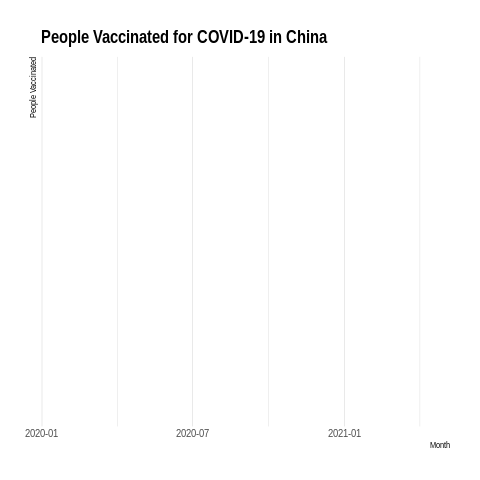 People Vaccinated for COVID-19 in China
People Vaccinated
2020-01
2020-07
2021-01
Month